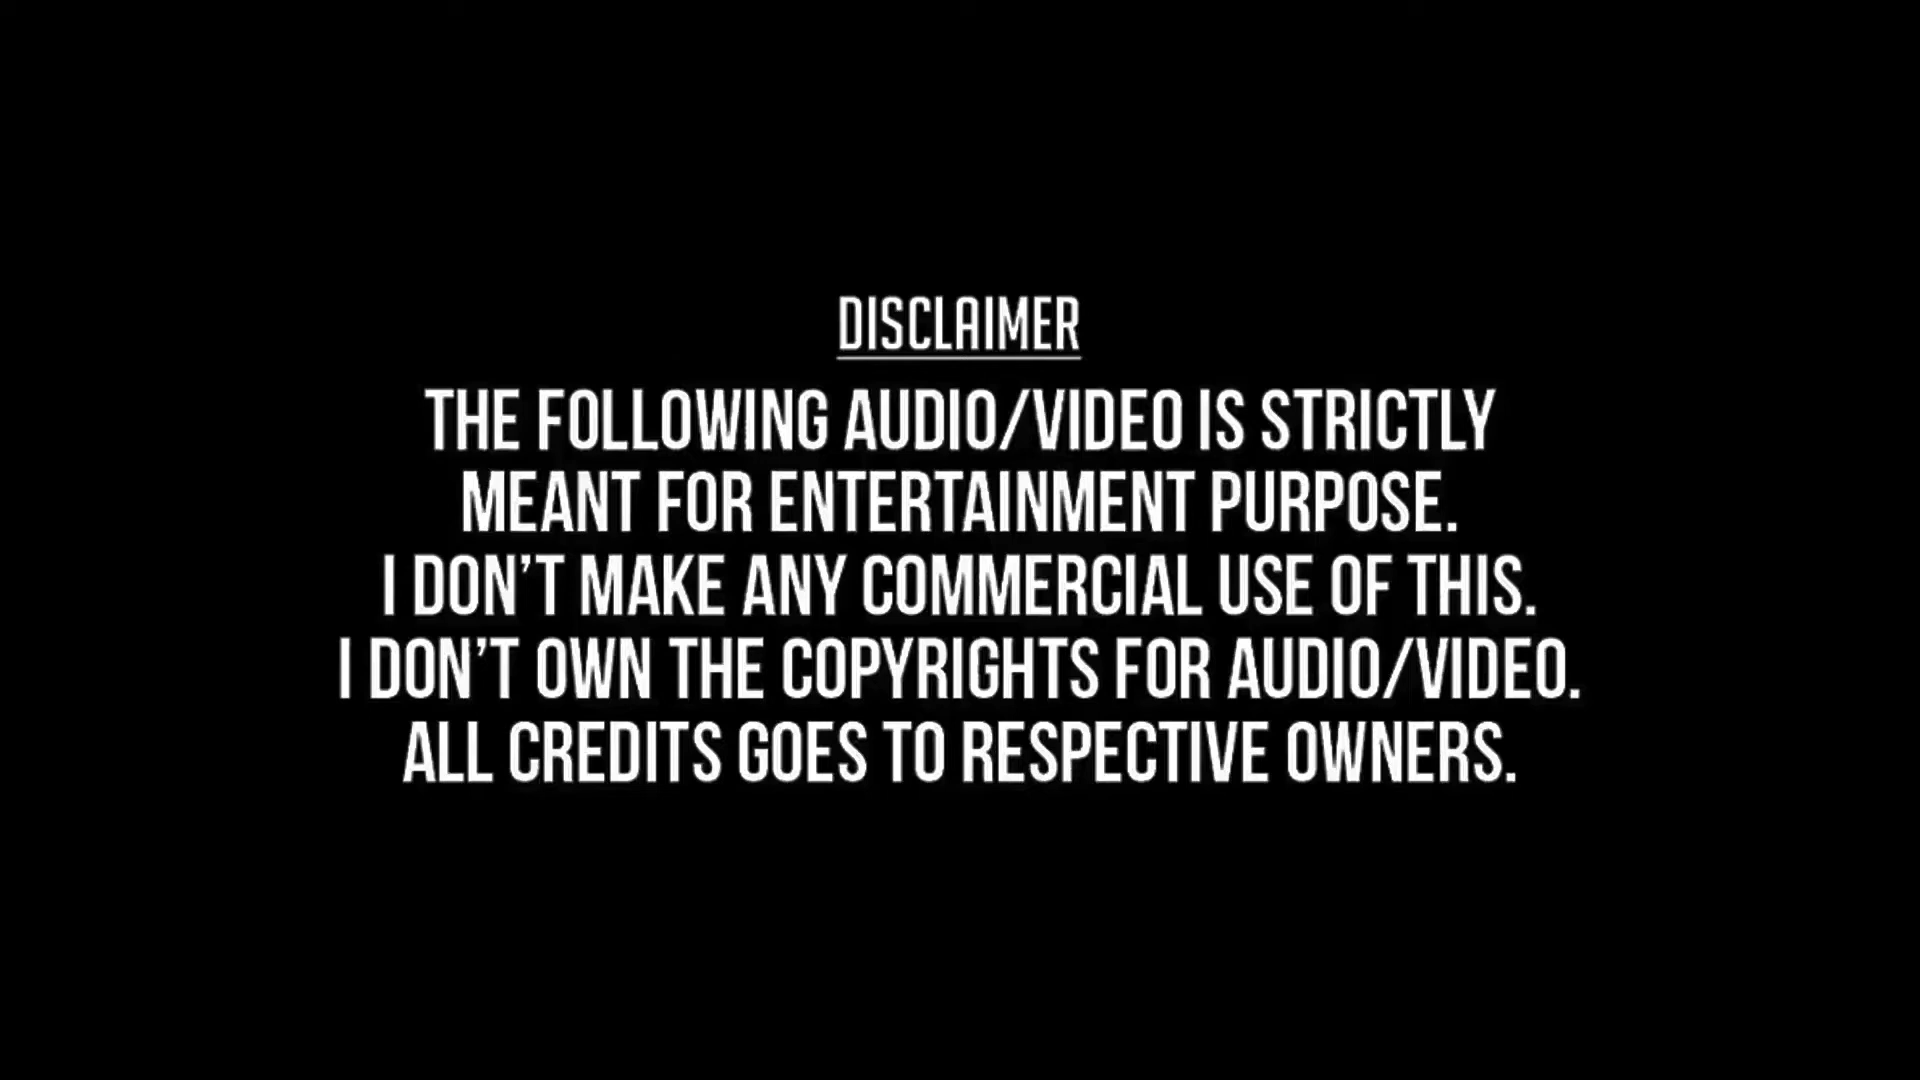 DISCLAIMER
THE FOLLOWING AUDIO/VIDEO IS STRICTLY
MEANT FOR ENTERTAINMENT PURPOSE.
I DON’T MAKE ANY COMMERCIAL USE OF THIS.
I DON’T OWN THE COPYRIGHTS FOR AUDIO/VIDEO.
ALL CREDITS GOES TO RESPECTIVE OWNERS.